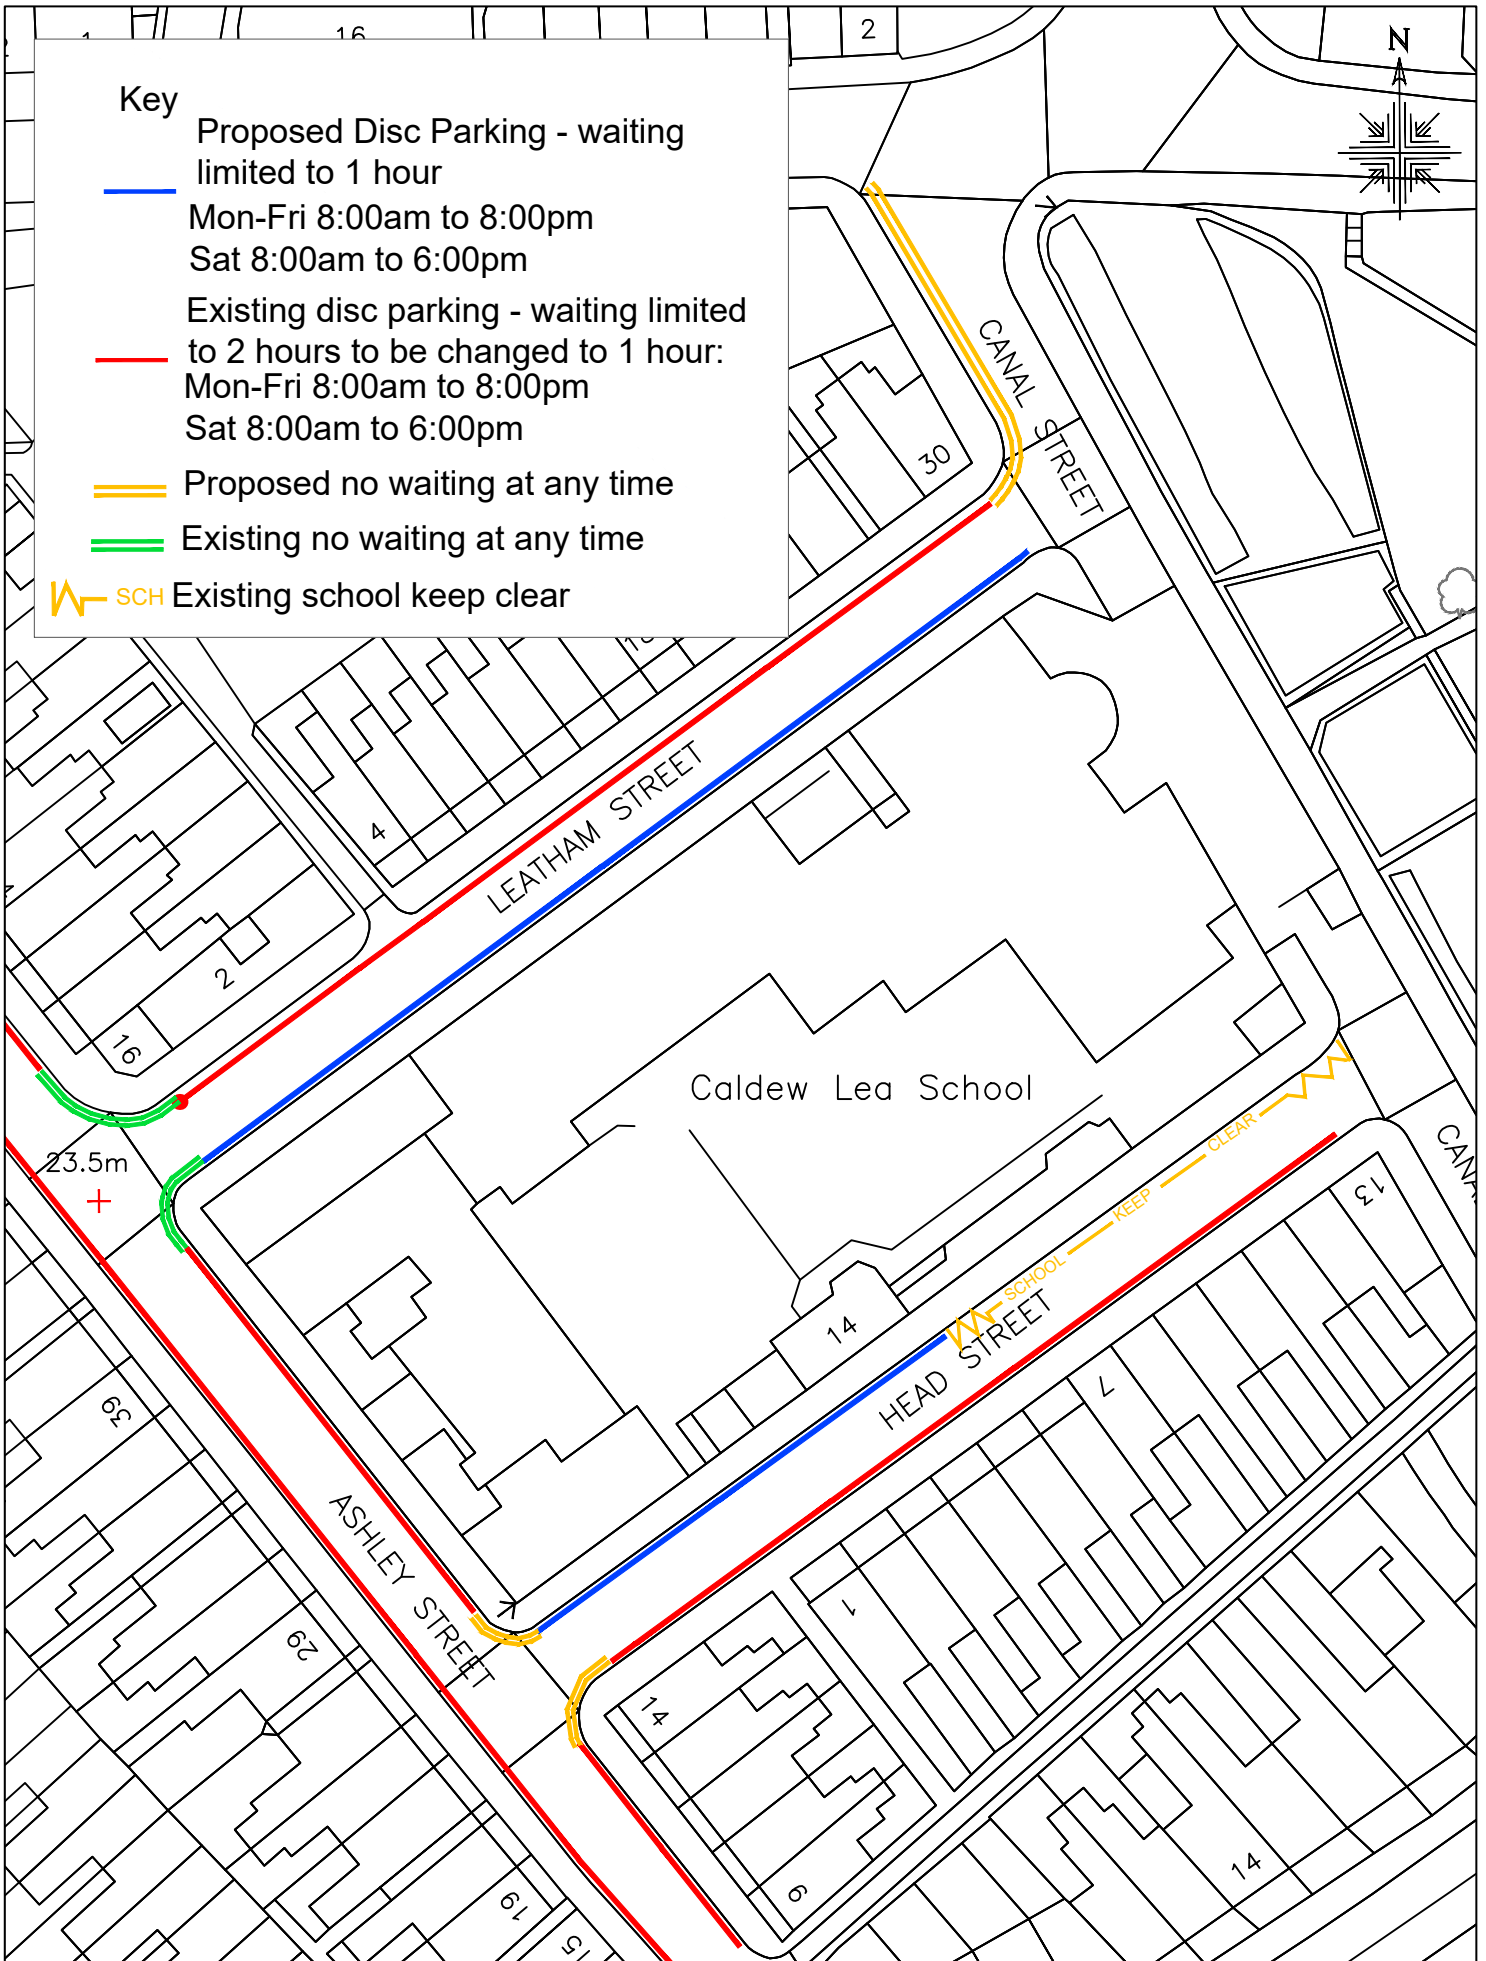 16
2
N
Key
Proposed Disc Parking - waiting
limited to 1 hour
Mon-Fri 8:00am to 8:00pm
Sat 8:00am to 6:00pm
Existing disc parking - waiting limited
to 2 hours to be changed to 1 hour:
Mon-Fri 8:00am to 8:00pm
Sat 8:00am to 6:00pm
Proposed no waiting at any time
Existing no waiting at any time
SCH Existing school keep clear
CANAL STREET
30
LEATHAM STREET
4
2
16
Caldew Lea School
23.5m
CLEAR
KEEP
SCHOOL
13
14
HEAD STREET
7
39
ASHLEY STREET
1
29
14
14
9
19
15